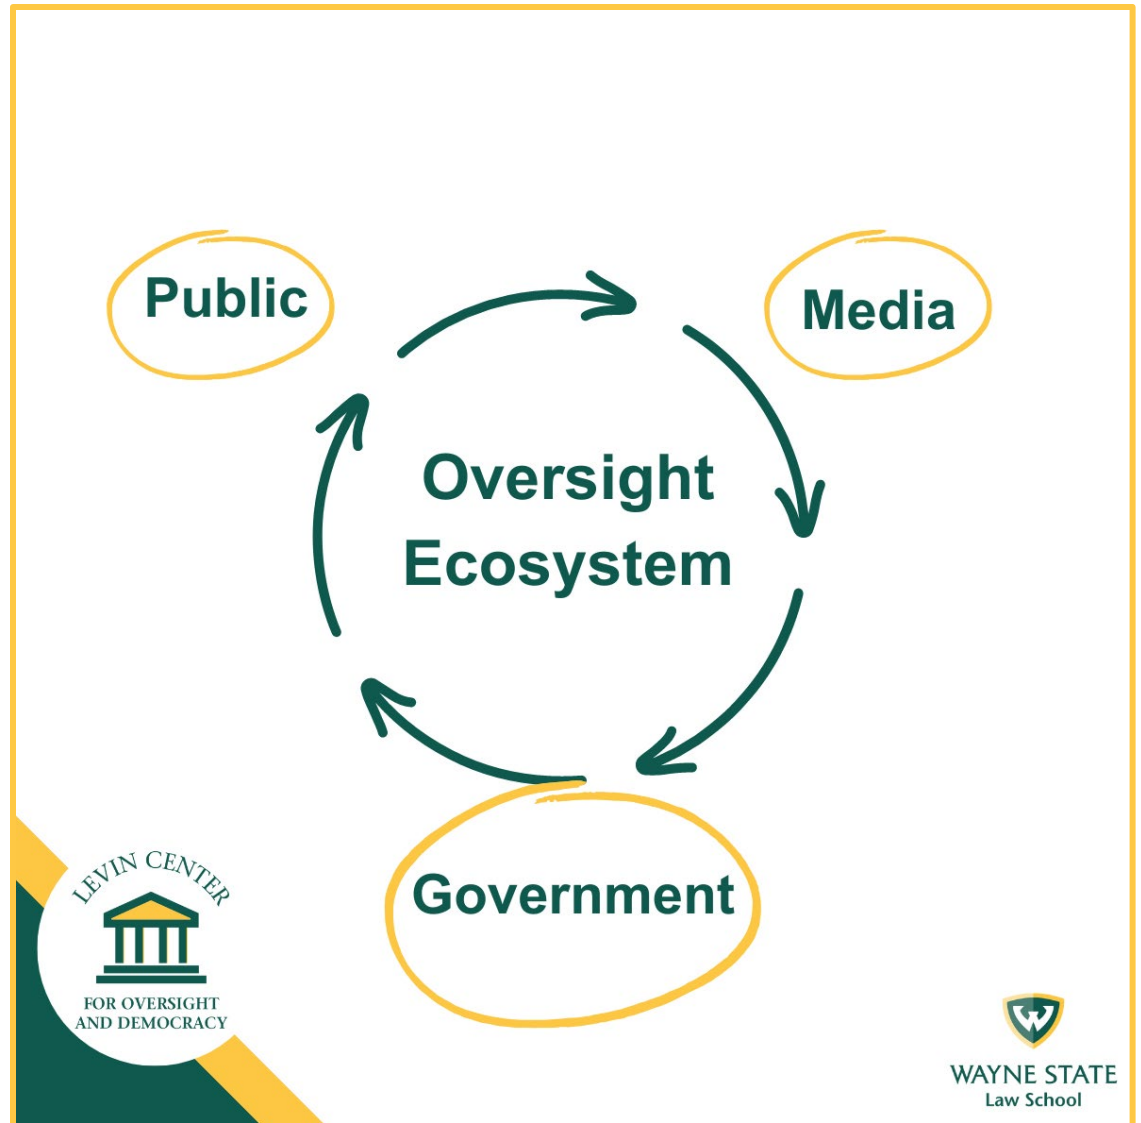 Public
Media
Oversight
Ecosystem
Government
LEVIN CENTER
FOR OVERSIGHT
AND DEMOCRACY
W
WAYNE STATE
Law School